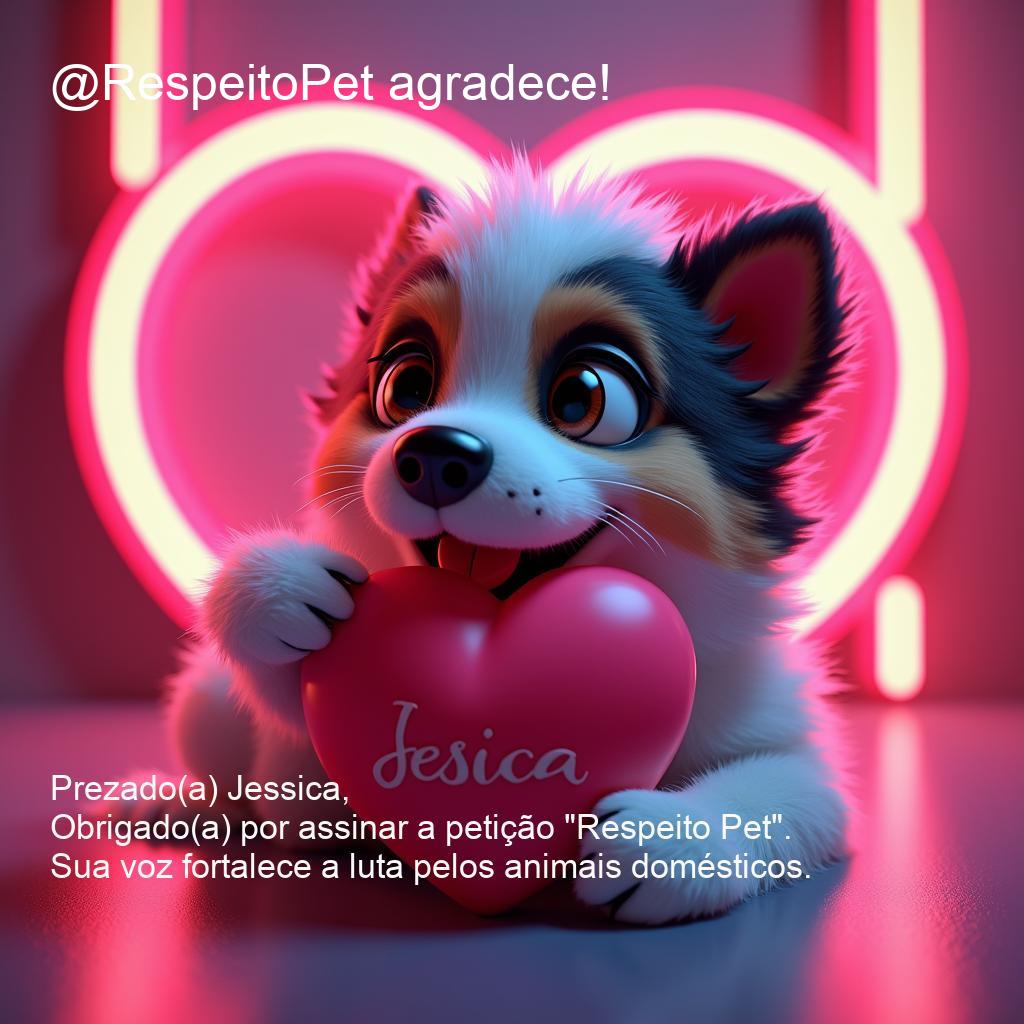 @RespeitoPet agradece!
Jesica
Prezado(a) Jessica,
Obrigado(a) por assinar a petição "Respeito Pet".
Sua voz fortalece a luta pelos animais domésticos.